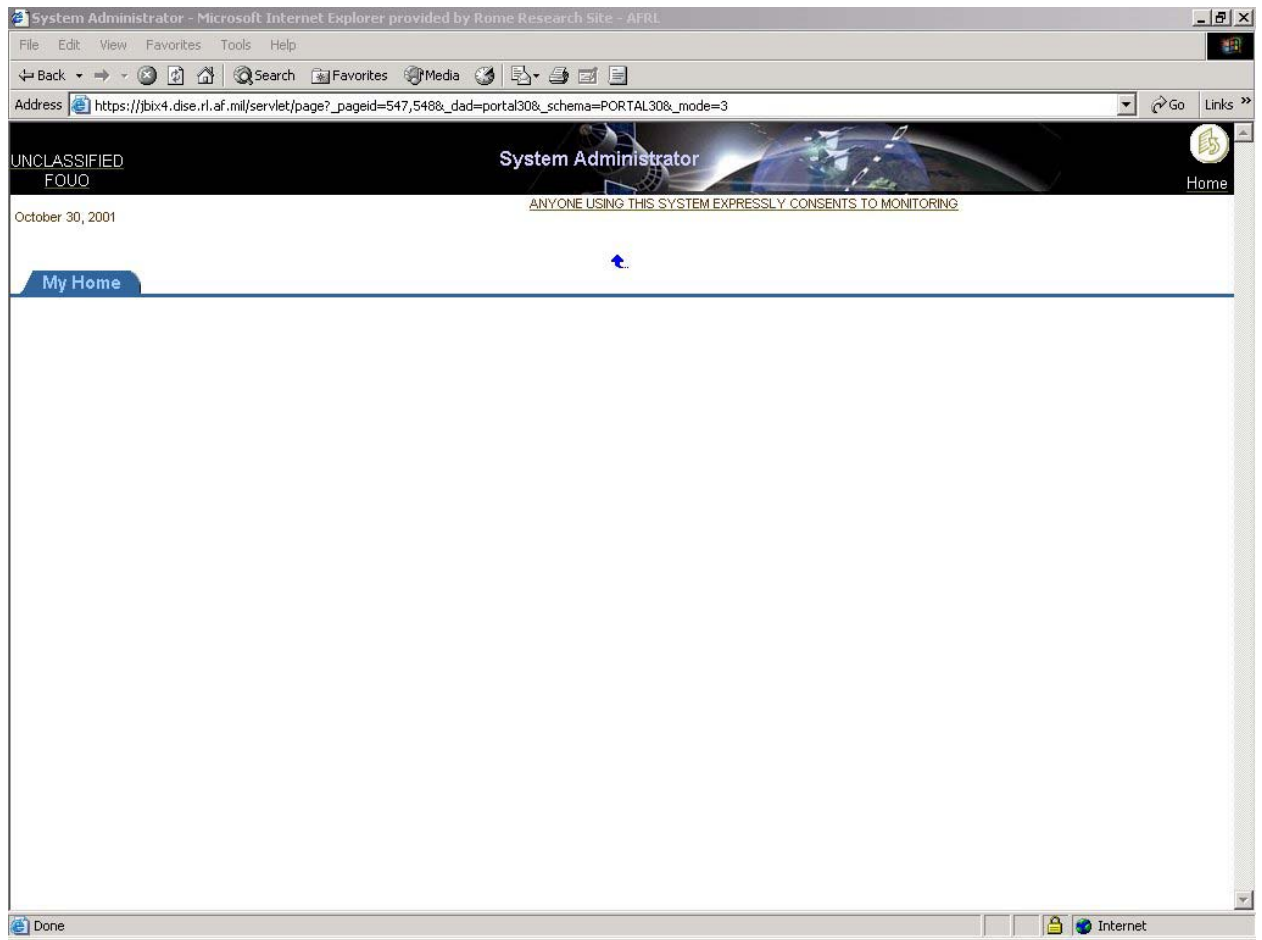 System Administrator - Microsoft Internet Explorer provided by Rome Research Site - AFRL
File Edit View Favorites Tools Help
Back Search Favorites Media
Address https://jbix4.dise.rl.af.mil/servlet/page?_pageid=547,548&_dad=portal30&_schema=PORTAL30&_mode=3 Go Links »
UNCLASSIFIED
FOUO
System Administrator
Home
ANYONE USING THIS SYSTEM EXPRESSLY CONSENTS TO MONITORING
October 30, 2001
My Home
Done Internet